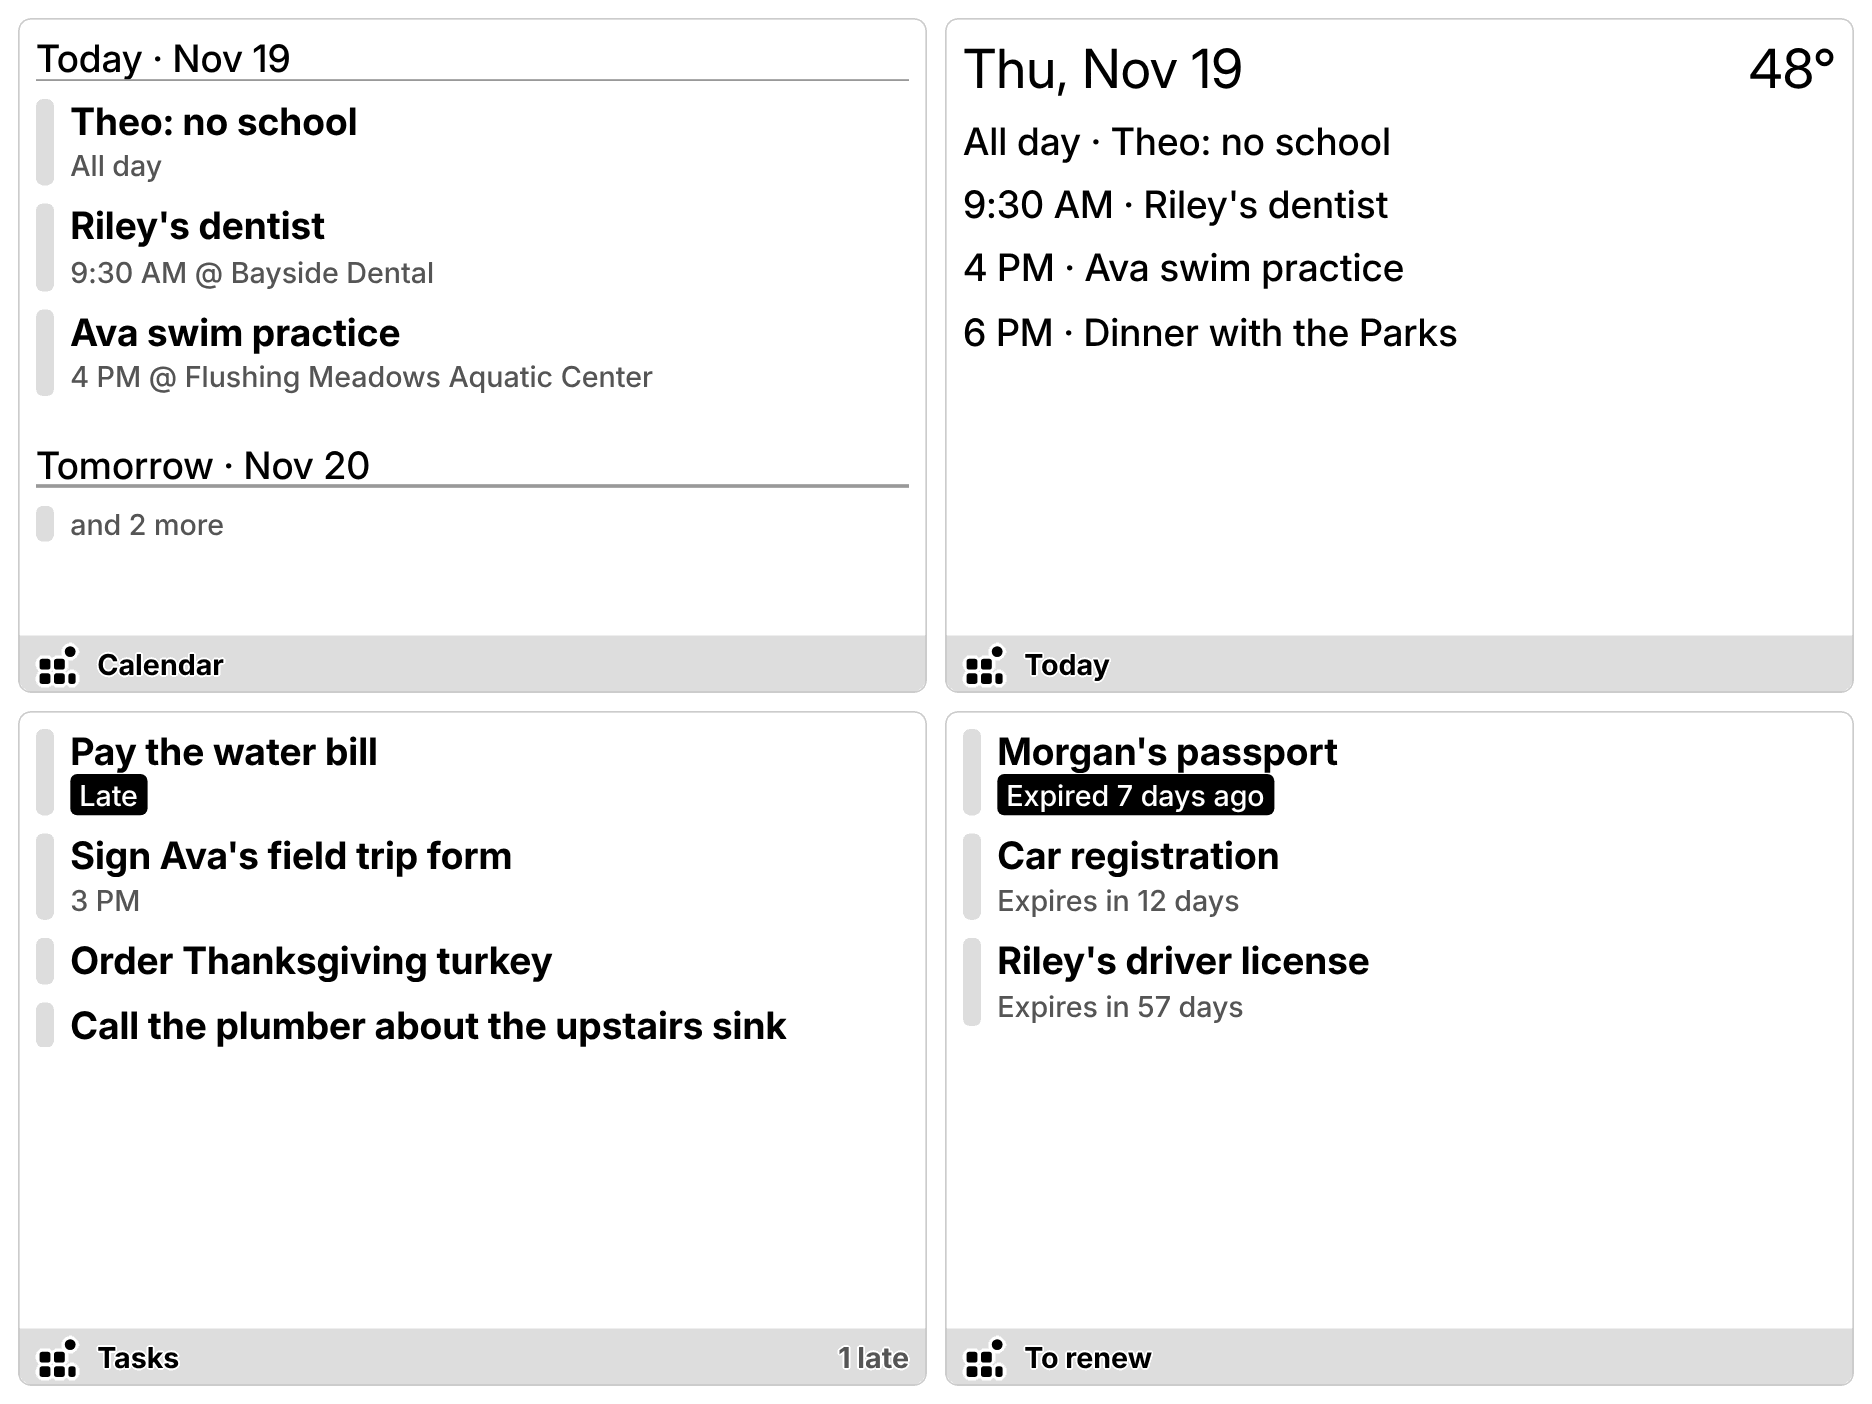 Today · Nov 19
Theo: no school
All day
Riley's dentist
9:30 AM @ Bayside Dental
Ava swim practice
4 PM @ Flushing Meadows Aquatic Center
Tomorrow · Nov 20
and 2 more
Calendar
Thu, Nov 19 48°
All day · Theo: no school
9:30 AM · Riley's dentist
4 PM · Ava swim practice
6 PM · Dinner with the Parks
Today
Pay the water bill
Late
Sign Ava's field trip form
3 PM
Order Thanksgiving turkey
Call the plumber about the upstairs sink
Tasks 1 late
Morgan's passport
Expired 7 days ago
Car registration
Expires in 12 days
Riley's driver license
Expires in 57 days
To renew